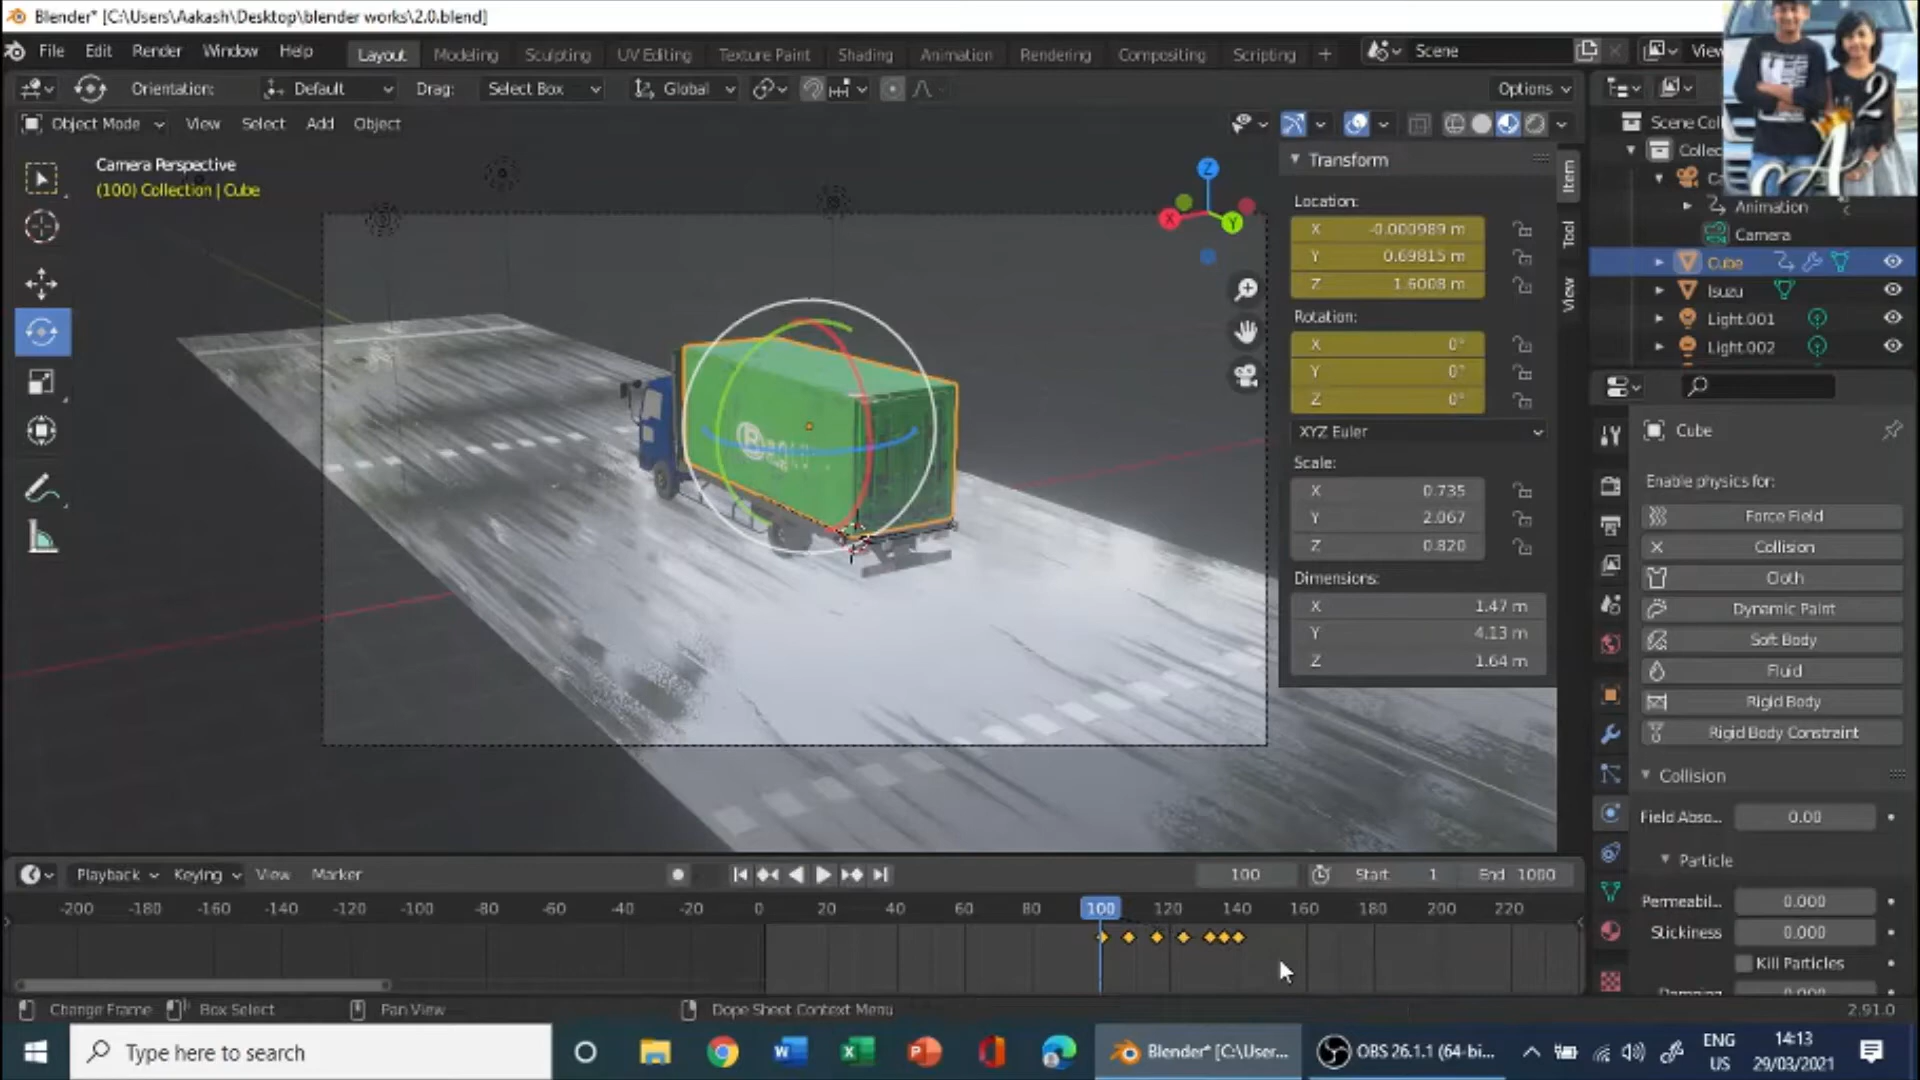 Blender* [C:\Users\Aakash\Desktop\blender works\2.0.blend]
File Edit Render Window Help Layout Modeling Sculpting UV Editing Texture Paint Shading Animation Rendering Compositing Scripting + Scene
Orientation: Default Drag: Select Box Global Options
Object Mode View Select Add Object
Camera Perspective
(100) Collection | Cube
Z
X
Y
Transform
Location:
X -0.000989 m
Y 0.69815 m
Z 1.6008 m
Rotation:
X 0°
Y 0°
Z 0°
XYZ Euler
Scale:
X 0.735
Y 2.067
Z 0.820
Dimensions:
X 1.47 m
Y 4.13 m
Z 1.64 m
Item
Tool
View
A 2
Animation
Camera
Cube
Isuzu
Light.001
Light.002
Cube
Enable physics for:
Force Field
Collision
Cloth
Dynamic Paint
Soft Body
Fluid
Rigid Body
Rigid Body Constraint
Collision
Field Abso... 0.00
Particle
Permeabil... 0.000
Stickiness 0.000
Kill Particles
Playback Keying View Marker 100 Start 1 End 1000
-200 -180 -160 -140 -120 -100 -80 -60 -40 -20 0 20 40 60 80 100 120 140 160 180 200 220
Change Frame Box Select Pan View Dope Sheet Context Menu 2.91.0
Type here to search
Blender* [C:\User...
OBS 26.1.1 (64-bi...
ENG
US
14:13
29/03/2021